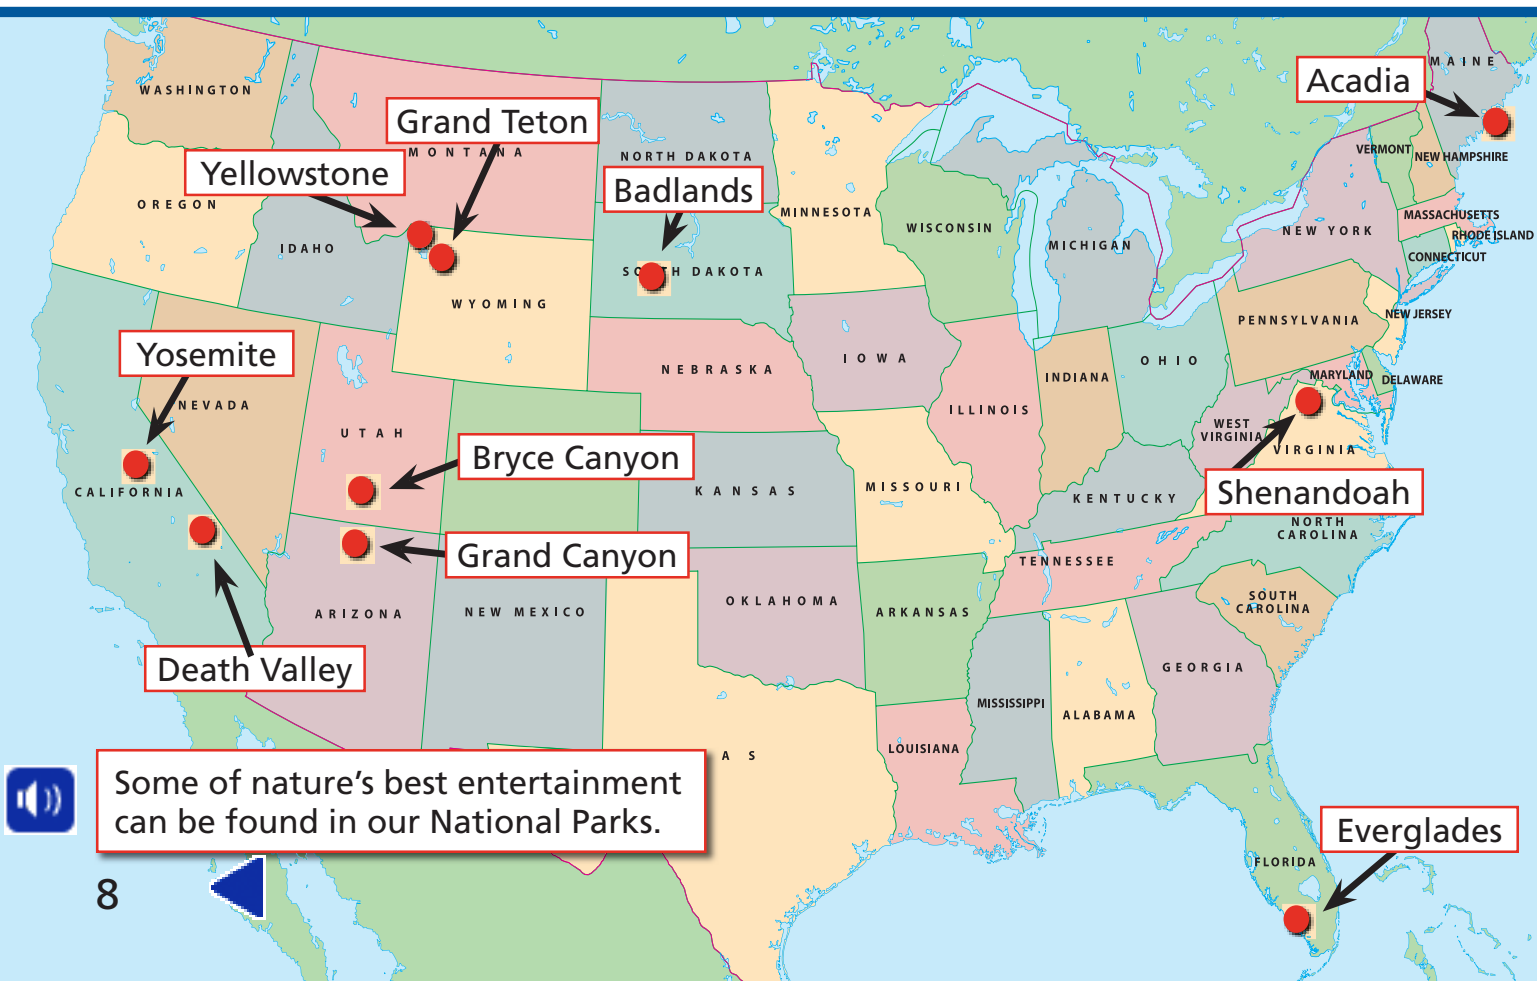 WASHINGTON
MAINE
Acadia
Grand Teton
MONTANA
NORTH DAKOTA
VERMONT
NEW HAMPSHIRE
Yellowstone
Badlands
OREGON
MINNESOTA
MASSACHUSETTS
WISCONSIN
NEW YORK
RHODE ISLAND
IDAHO
MICHIGAN
CONNECTICUT
SOUTH DAKOTA
WYOMING
PENNSYLVANIA
NEW JERSEY
Yosemite
IOWA
OHIO
NEBRASKA
INDIANA
MARYLAND
DELAWARE
NEVADA
ILLINOIS
UTAH
WEST
VIRGINIA
VIRGINIA
Bryce Canyon
CALIFORNIA
KANSAS
MISSOURI
KENTUCKY
Shenandoah
NORTH
CAROLINA
Grand Canyon
TENNESSEE
ARIZONA
NEW MEXICO
OKLAHOMA
ARKANSAS
SOUTH
CAROLINA
Death Valley
GEORGIA
MISSISSIPPI
ALABAMA
LOUISIANA
A S
Some of nature's best entertainment
can be found in our National Parks.
Everglades
FLORIDA
8